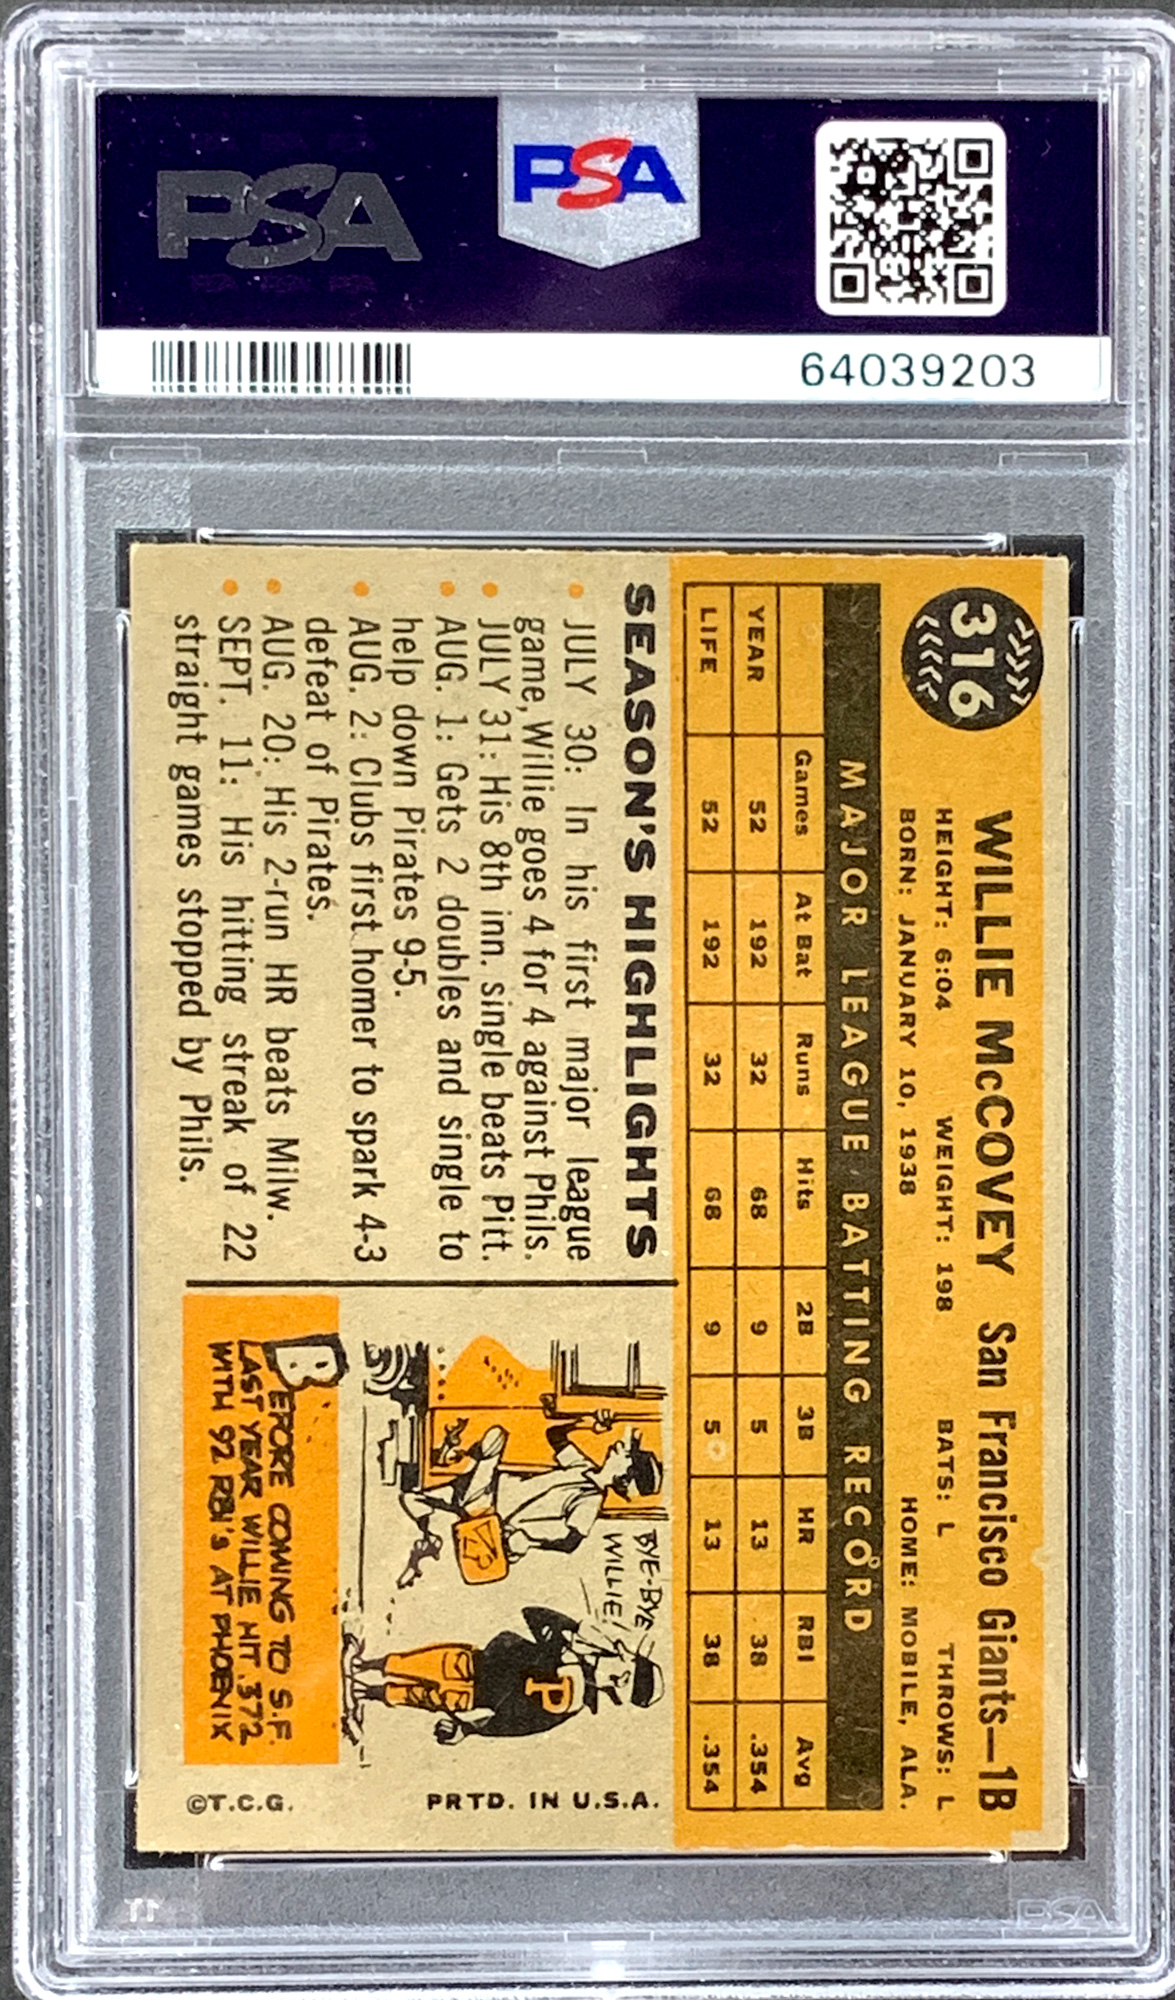 PSA
PSA
64039203
316
WILLIE McCOVEY San Francisco Giants—1B
HEIGHT: 6:04 WEIGHT: 198 BATS: L THROWS: L
BORN: JANUARY 10, 1938 HOME: MOBILE, ALA.
MAJOR LEAGUE BATTING RECORD
Games At Bat Runs Hits 2B 3B HR RBI Avg
YEAR 52 192 32 68 9 5 13 38 .354
LIFE 52 192 32 68 9 5 13 38 .354
SEASON'S HIGHLIGHTS
• JULY 30: In his first major league
game, Willie goes 4 for 4 against Phils.
• JULY 31: His 8th inn. single beats Pitt.
• AUG. 1: Gets 2 doubles and single to
help down Pirates 9-5.
• AUG. 2: Clubs first homer to spark 4-3
defeat of Pirates.
• AUG. 20: His 2-run HR beats Milw.
• SEPT. 11: His hitting streak of 22
straight games stopped by Phils.
BYE-BYE
WILLIE!
P
BEFORE COMING TO S.F.
LAST YEAR WILLIE HIT .372
WITH 92 RBI's AT PHOENIX
PRTD. IN U.S.A.
©T.C.G.
PSA